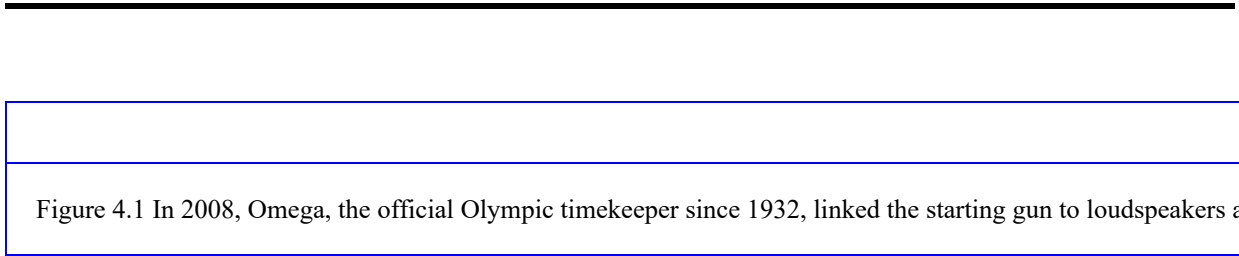 Figure 4.1 In 2008, Omega, the official Olympic timekeeper since 1932, linked the starting gun to loudspeakers